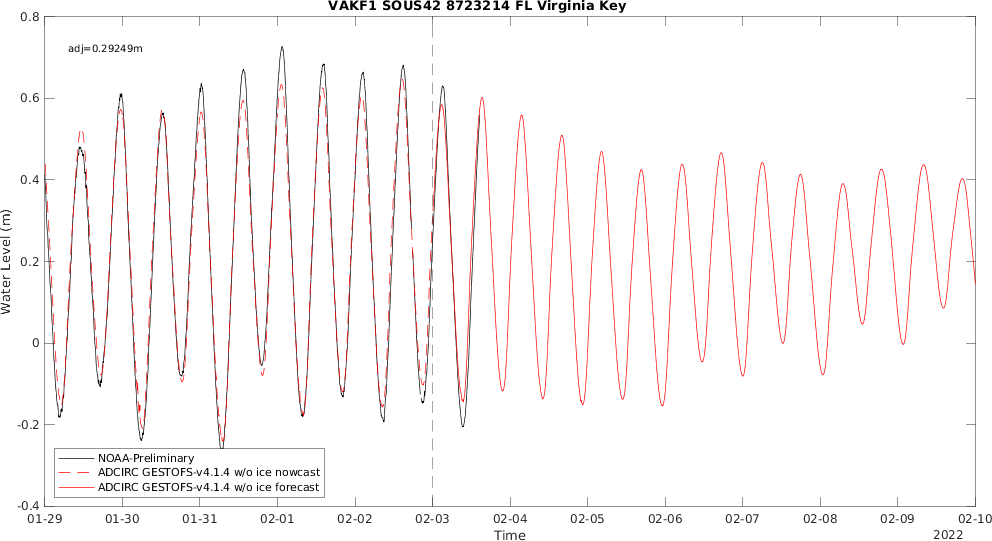 VAKF1 SOUS42 8723214 FL Virginia Key
adj=0.29249m
0.8
0.6
0.4
0.2
0
-0.2
-0.4
Water Level (m)
NOAA-Preliminary
ADCIRC GESTOFS-v4.1.4 w/o ice nowcast
ADCIRC GESTOFS-v4.1.4 w/o ice forecast
01-29 01-30 01-31 02-01 02-02 02-03 02-04 02-05 02-06 02-07 02-08 02-09 02-10
Time
2022